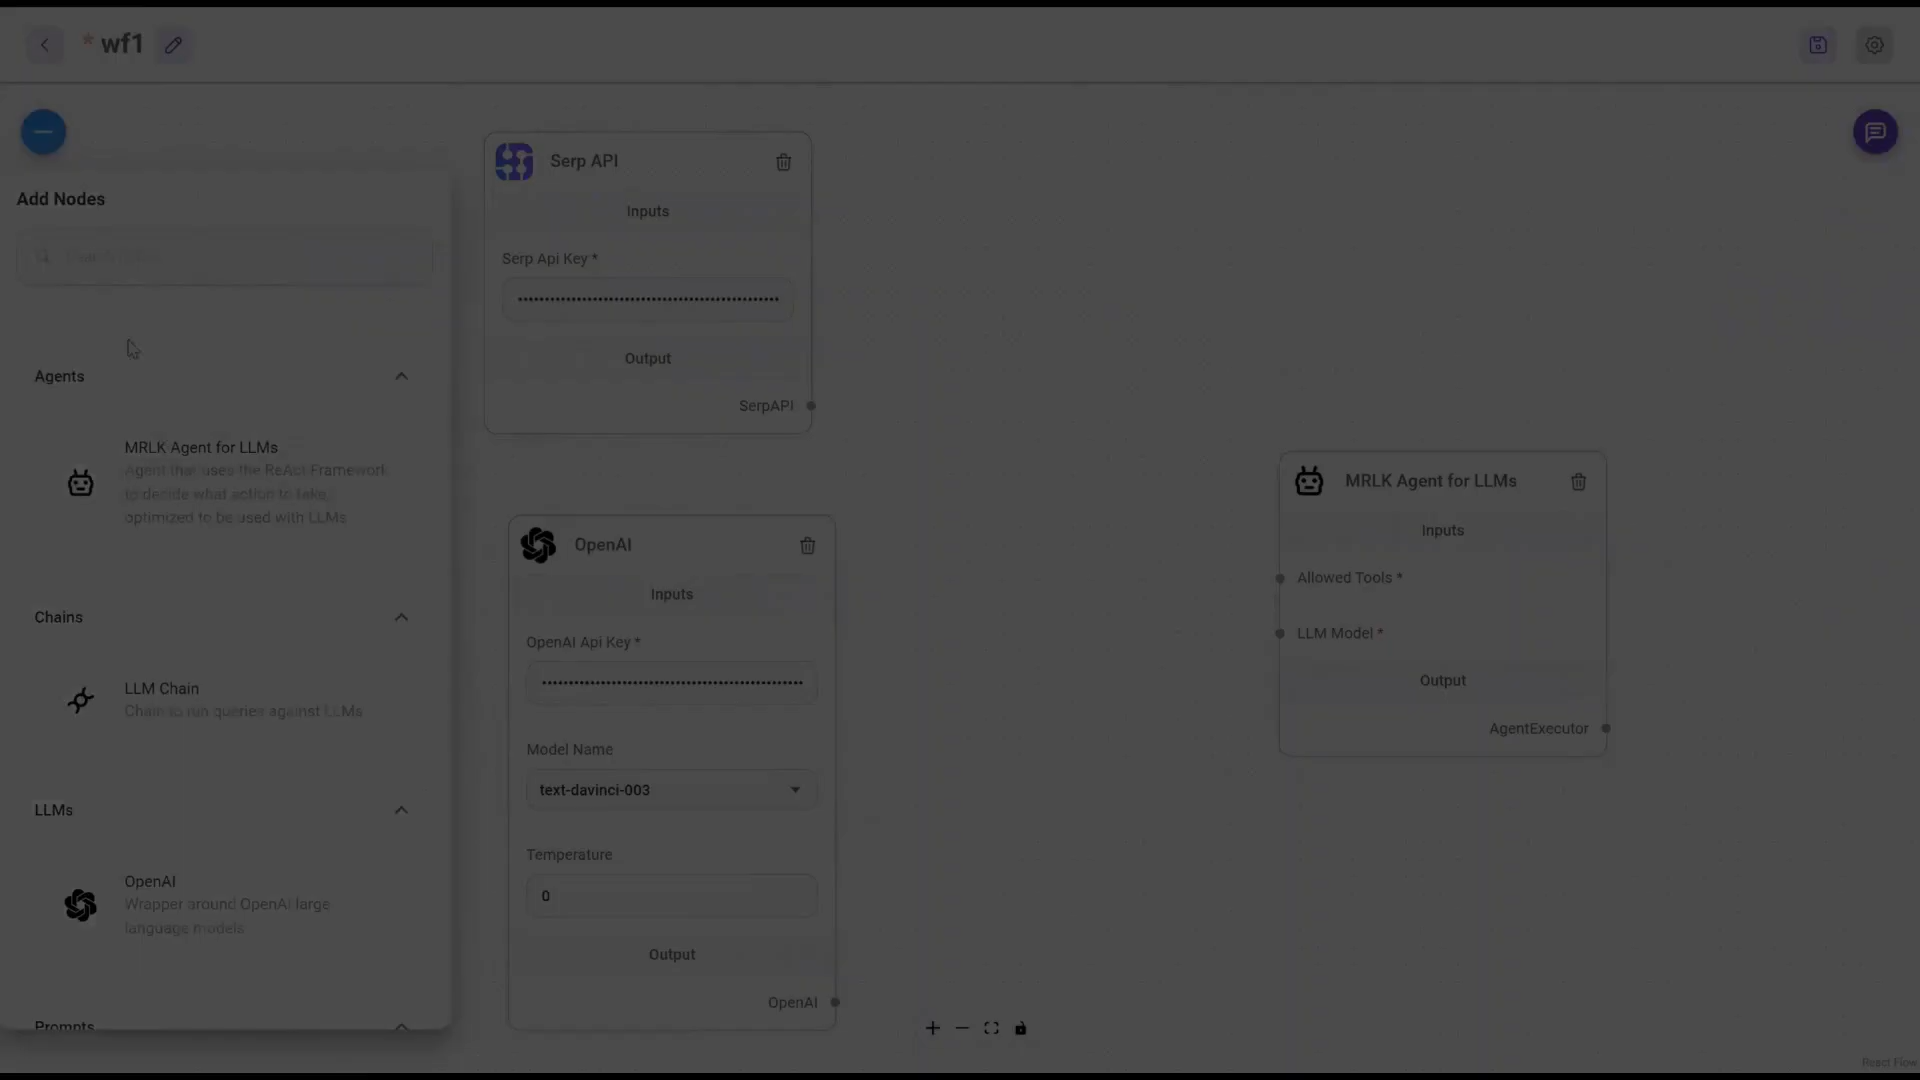 * wf1
Add Nodes
Agents
MRLK Agent for LLMs
Agent that uses the ReAct Framework
to decide what action to take,
optimized to be used with LLMs
Chains
LLM Chain
Chain to run queries against LLMs
LLMs
OpenAI
Wrapper around OpenAI large
language models
Prompts
Serp API
Inputs
Serp Api Key *
Output
SerpAPI
OpenAI
Inputs
OpenAI Api Key *
Model Name
text-davinci-003
Temperature
0
Output
OpenAI
MRLK Agent for LLMs
Inputs
Allowed Tools *
LLM Model *
Output
AgentExecutor
React Flow